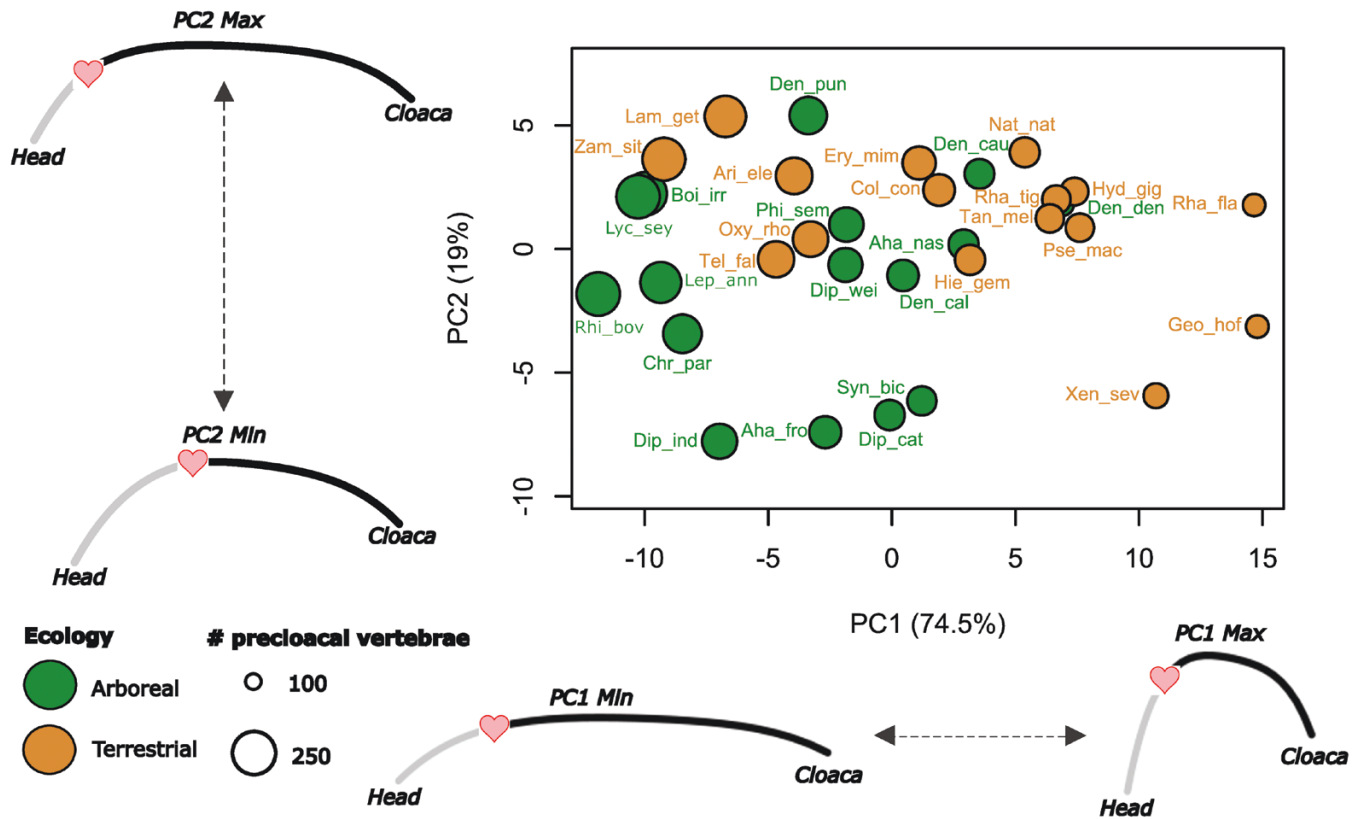 PC2 Max
Head
Cloaca
PC2 Min
Head
Cloaca
Ecology
Arboreal
Terrestrial
# precloacal vertebrae
100
250
PC2 (19%)
5
0
-5
-10
Den_pun
Lam_get
Nat_nat
Zam_sit
Den_cau
Ery_mim
Ari_ele
Col_con
Hyd_gig
Boi_irr
Rha_tig
Rha_fla
Den_den
Phi_sem
Tan_mel
Lyc_sey
Oxy_rho
Aha_nas
Pse_mac
Tel_fal
Lep_ann
Hie_gem
Dip_wei
Den_cal
Rhi_bov
Geo_hof
Chr_par
Syn_bic
Xen_sev
Dip_ind
Aha_fro
Dip_cat
-10
-5
0
5
10
15
PC1 (74.5%)
PC1 Min
Head
Cloaca
PC1 Max
Head
Cloaca